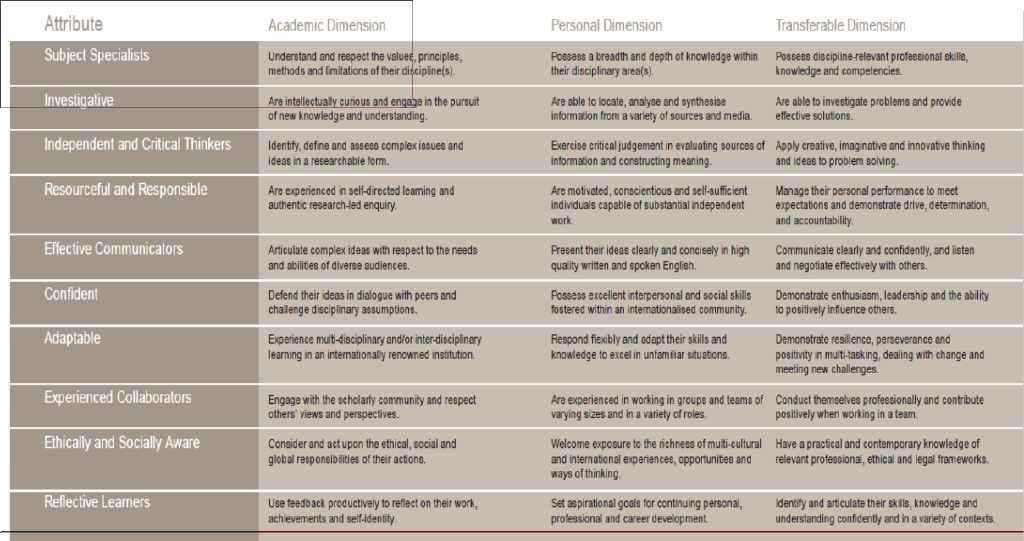 Attribute
Academic Dimension
Personal Dimension
Transferable Dimension
Subject Specialists
Understand and respect the values, principles,
methods and limitations of their discipline(s).
Possess a breadth and depth of knowledge within
their disciplinary area(s).
Possess discipline-relevant professional skills,
knowledge and competencies.
Investigative
Are intellectually curious and engage in the pursuit
of new knowledge and understanding.
Are able to locate, analyse and synthesise
information from a variety of sources and media.
Are able to investigate problems and provide
effective solutions.
Independent and Critical Thinkers
Identify, define and assess complex issues and
ideas in a researchable form.
Exercise critical judgement in evaluating sources of
information and constructing meaning.
Apply creative, imaginative and innovative thinking
and ideas to problem solving.
Resourceful and Responsible
Are experienced in self-directed learning and
authentic research-led enquiry.
Are motivated, conscientious and self-sufficient
individuals capable of substantial independent
work.
Manage their personal performance to meet
expectations and demonstrate drive, determination,
and accountability.
Effective Communicators
Articulate complex ideas with respect to the needs
and abilities of diverse audiences.
Present their ideas clearly and concisely in high
quality written and spoken English.
Communicate clearly and confidently, and listen
and negotiate effectively with others.
Confident
Defend their ideas in dialogue with peers and
challenge disciplinary assumptions.
Possess excellent interpersonal and social skills
fostered within an internationalised community.
Demonstrate enthusiasm, leadership and the ability
to positively influence others.
Adaptable
Experience multi-disciplinary and/or inter-disciplinary
learning in an internationally renowned institution.
Respond flexibly and adapt their skills and
knowledge to excel in unfamiliar situations.
Demonstrate resilience, perseverance and
positivity in multi-tasking, dealing with change and
meeting new challenges.
Experienced Collaborators
Engage with the scholarly community and respect
others' views and perspectives.
Are experienced in working in groups and teams of
varying sizes and in a variety of roles.
Conduct themselves professionally and contribute
positively when working in a team.
Ethically and Socially Aware
Consider and act upon the ethical, social and
global responsibilities of their actions.
Welcome exposure to the richness of multi-cultural
and international experiences, opportunities and
ways of thinking.
Have a practical and contemporary knowledge of
relevant professional, ethical and legal frameworks.
Reflective Learners
Use feedback productively to reflect on their work,
achievements and self-identity.
Set aspirational goals for continuing personal,
professional and career development.
Identify and articulate their skills, knowledge and
understanding confidently and in a variety of contexts.